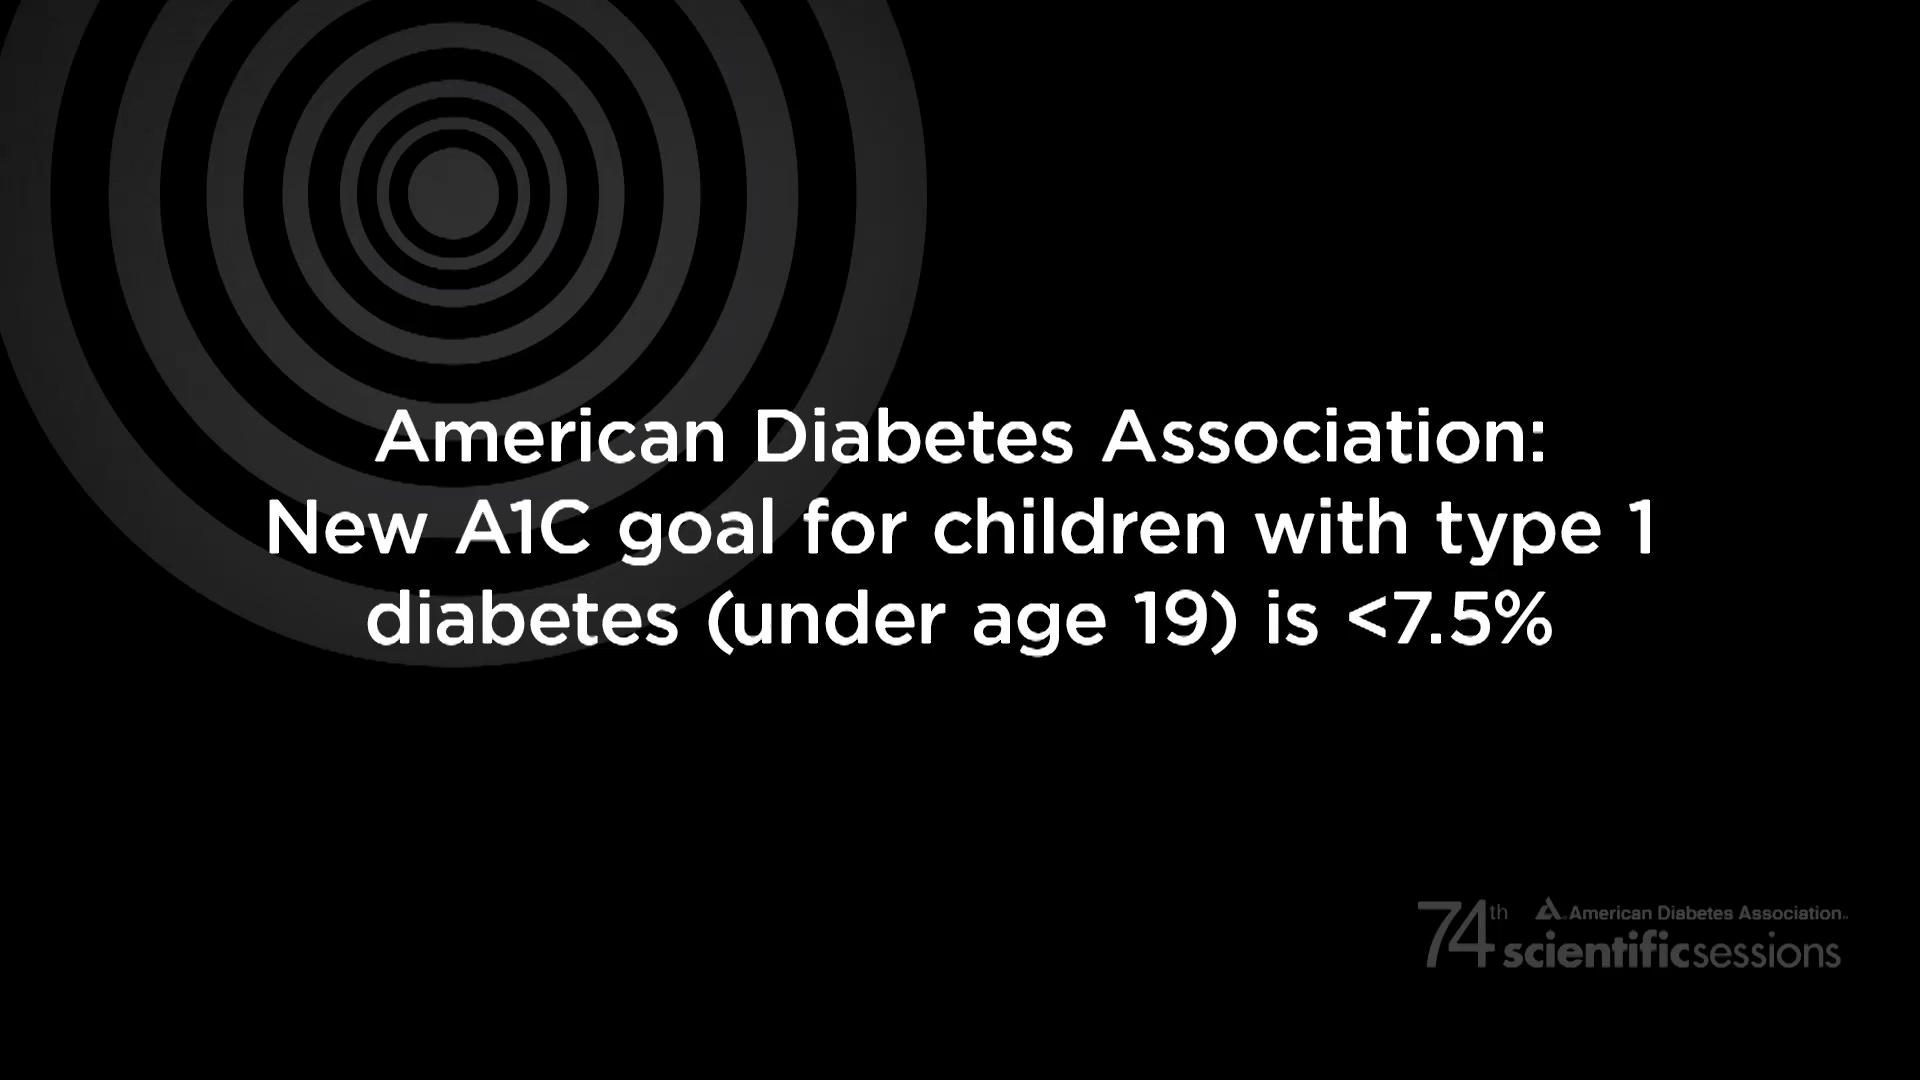 American Diabetes Association:
New A1C goal for children with type 1
diabetes (under age 19) is <7.5%
74th American Diabetes Association.
scientificsessions